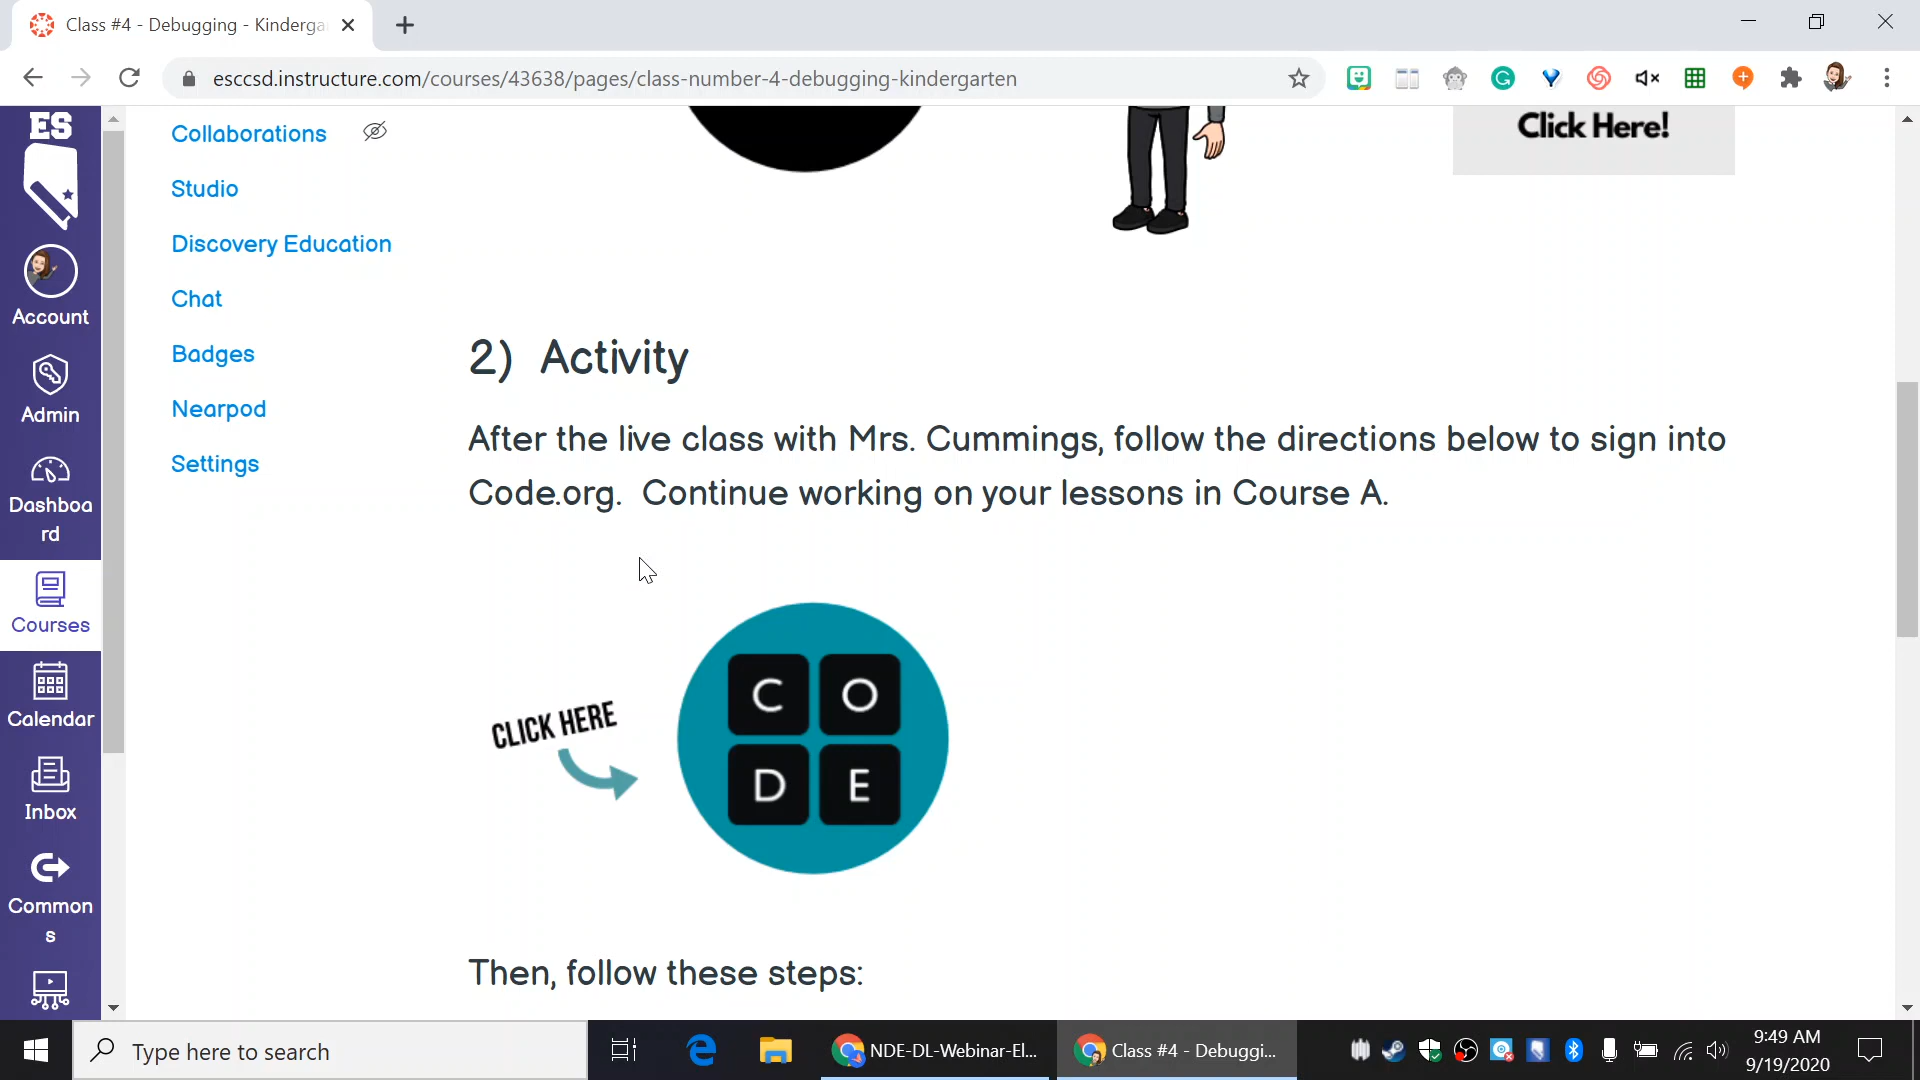 Class #4 - Debugging - Kinderga
esccsd.instructure.com/courses/43638/pages/class-number-4-debugging-kindergarten
ES
Account
Admin
Dashboa
rd
Courses
Calendar
Inbox
Common
s
Collaborations
Studio
Discovery Education
Chat
Badges
Nearpod
Settings
Click Here!
2) Activity
After the live class with Mrs. Cummings, follow the directions below to sign into
Code.org. Continue working on your lessons in Course A.
CLICK HERE
C O
D E
Then, follow these steps:
Type here to search
NDE-DL-Webinar-El...
Class #4 - Debuggi...
9:49 AM
9/19/2020